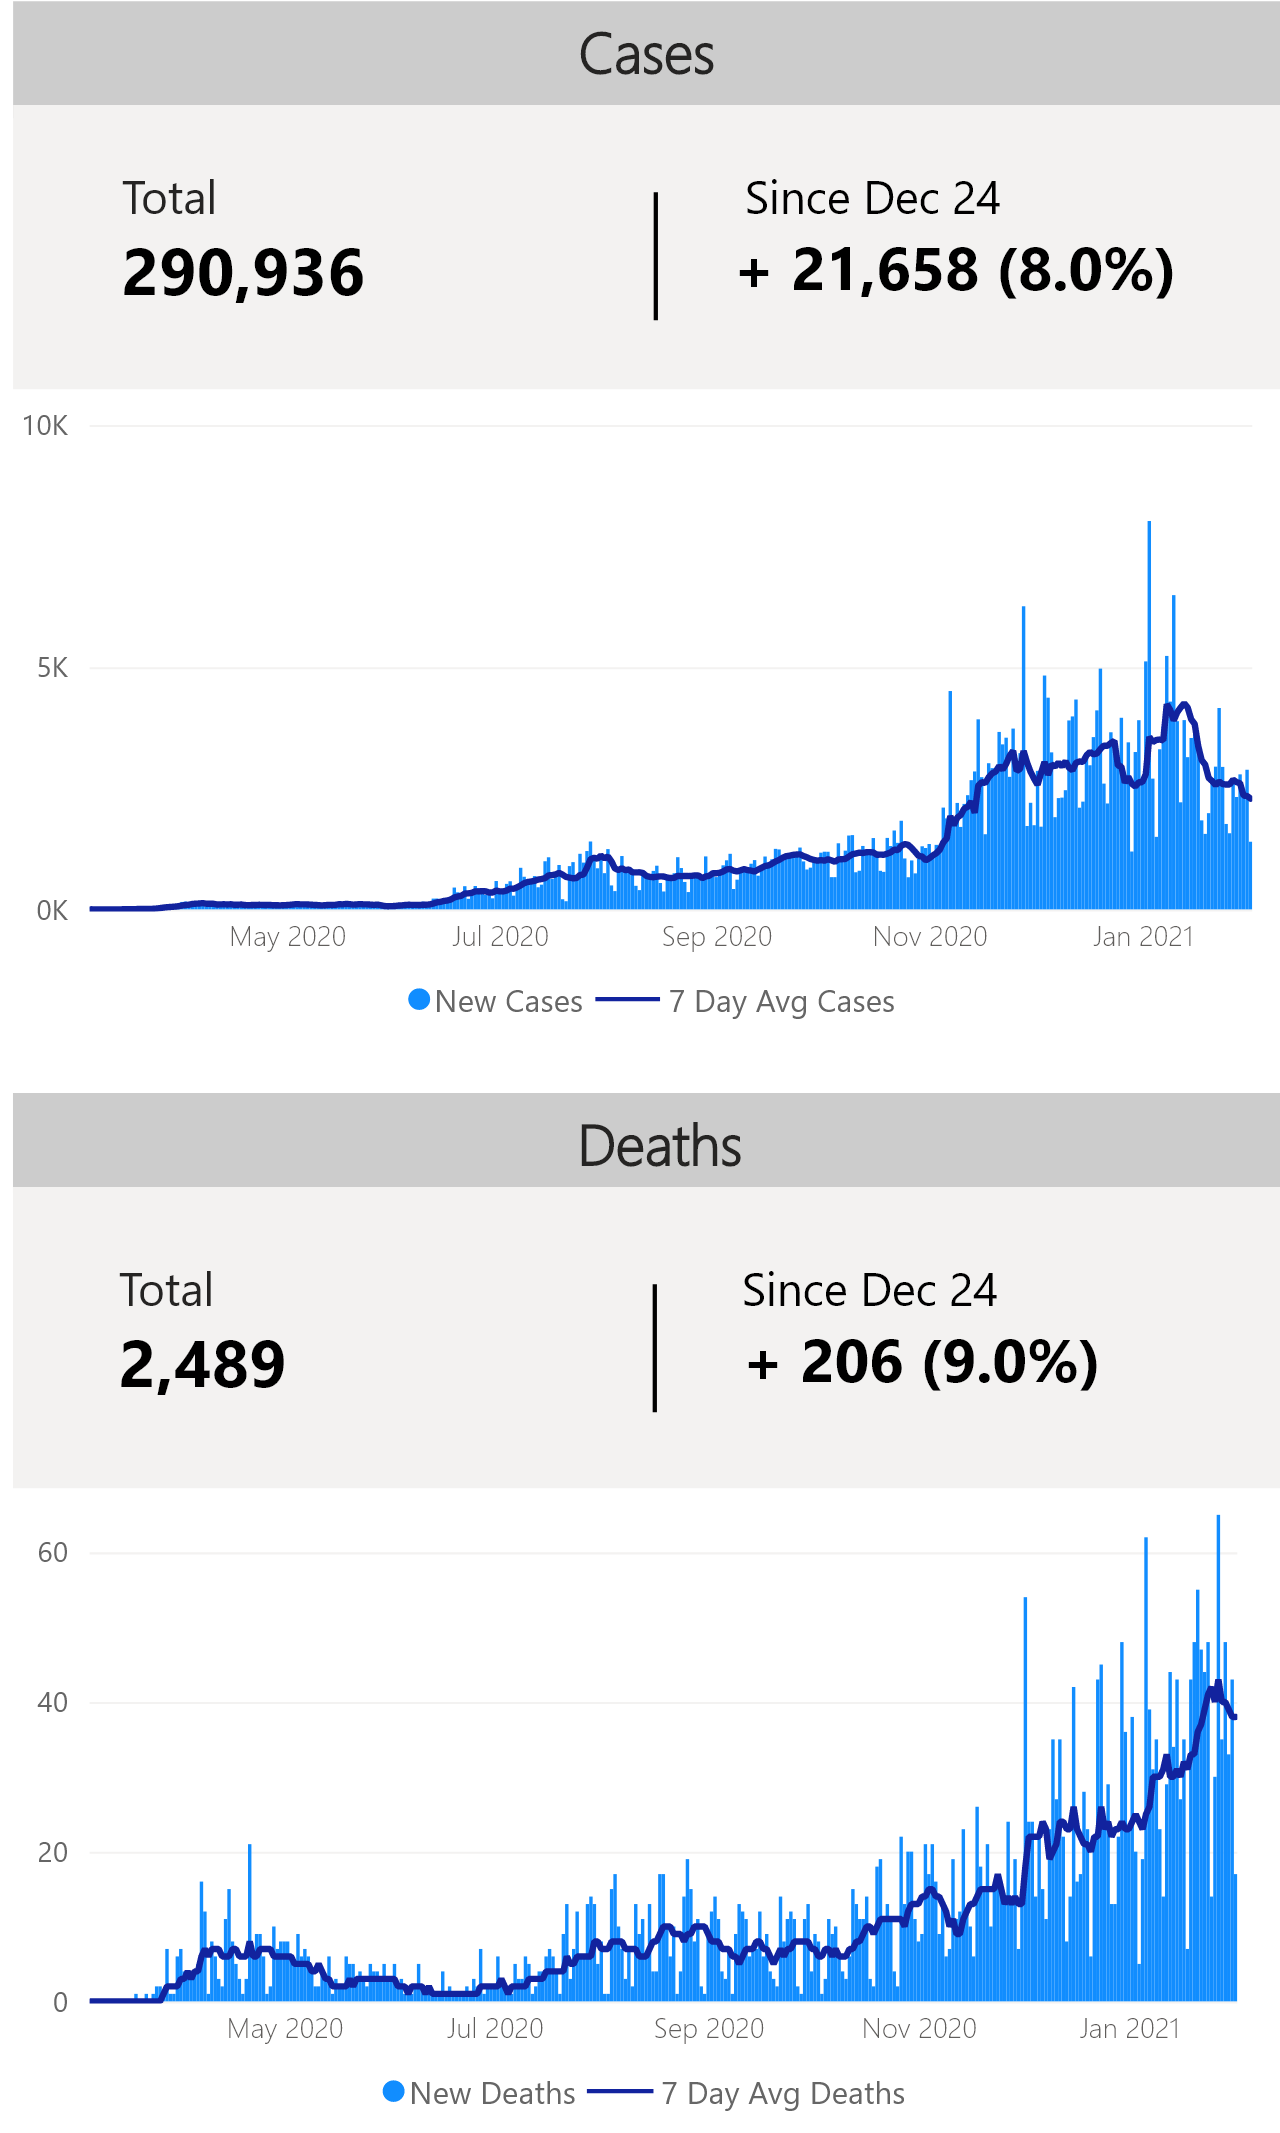 Cases
Total
Since Dec 24
290,936
+ 21,658 (8.0%)
10K
5K
0K
May 2020 Jul 2020 Sep 2020 Nov 2020 Jan 2021
New Cases 7 Day Avg Cases
Deaths
Total
Since Dec 24
2,489
+ 206 (9.0%)
60
40
20
0
May 2020 Jul 2020 Sep 2020 Nov 2020 Jan 2021
New Deaths 7 Day Avg Deaths